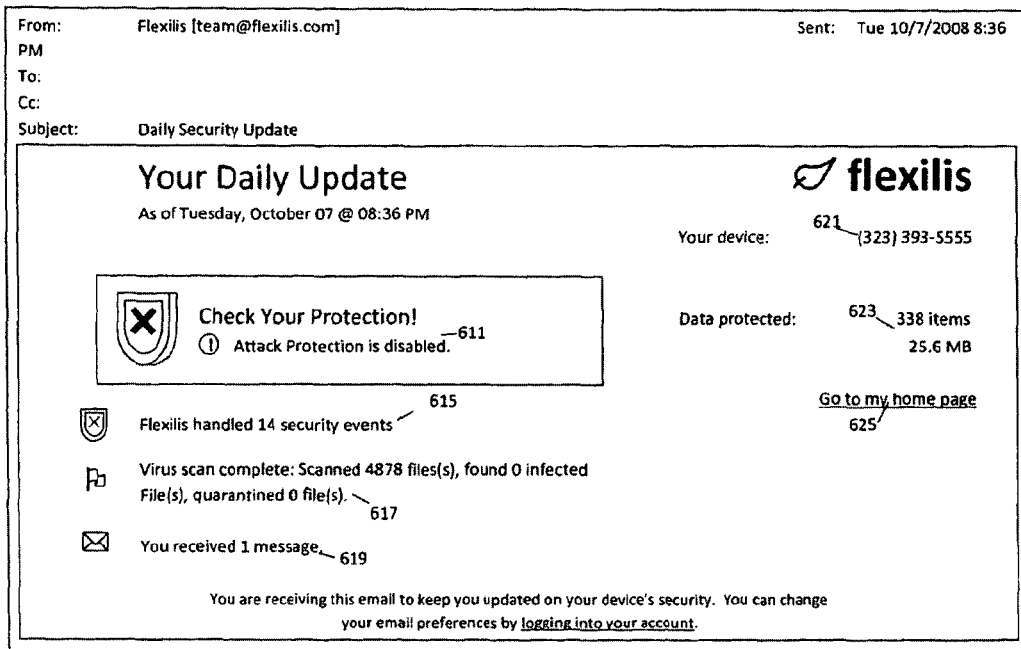 From: Flexilis [team@flexilis.com] Sent: Tue 10/7/2008 8:36
PM
To:
Cc:
Subject: Daily Security Update
Your Daily Update
flexilis
As of Tuesday, October 07 @ 08:36 PM
Your device: 621 (323) 393-5555
Check Your Protection!
! Attack Protection is disabled. 611
Data protected: 623 338 items
25.6 MB
615
Go to my home page
625
Flexilis handled 14 security events
Virus scan complete: Scanned 4878 files(s), found 0 infected
File(s), quarantined 0 file(s).
617
You received 1 message. 619
You are receiving this email to keep you updated on your device's security. You can change
your email preferences by logging into your account.